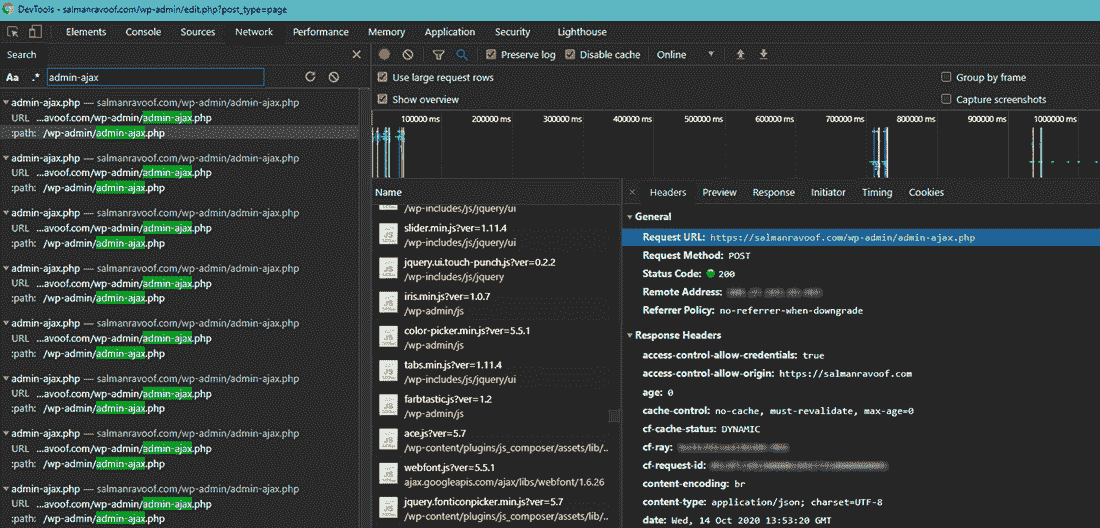 DevTools - salmanravoof.com/wp-admin/edit.php?post_type=page
Elements Console Sources Network Performance Memory Application Security Lighthouse
Search
Aa .* admin-ajax
admin-ajax.php — salmanravoof.com/wp-admin/admin-ajax.php
URL ...avoof.com/wp-admin/admin-ajax.php
:path: /wp-admin/admin-ajax.php
admin-ajax.php — salmanravoof.com/wp-admin/admin-ajax.php
URL ...avoof.com/wp-admin/admin-ajax.php
:path: /wp-admin/admin-ajax.php
admin-ajax.php — salmanravoof.com/wp-admin/admin-ajax.php
URL ...avoof.com/wp-admin/admin-ajax.php
:path: /wp-admin/admin-ajax.php
admin-ajax.php — salmanravoof.com/wp-admin/admin-ajax.php
URL ...avoof.com/wp-admin/admin-ajax.php
:path: /wp-admin/admin-ajax.php
admin-ajax.php — salmanravoof.com/wp-admin/admin-ajax.php
URL ...avoof.com/wp-admin/admin-ajax.php
:path: /wp-admin/admin-ajax.php
admin-ajax.php — salmanravoof.com/wp-admin/admin-ajax.php
URL ...avoof.com/wp-admin/admin-ajax.php
:path: /wp-admin/admin-ajax.php
admin-ajax.php — salmanravoof.com/wp-admin/admin-ajax.php
URL ...avoof.com/wp-admin/admin-ajax.php
:path: /wp-admin/admin-ajax.php
admin-ajax.php — salmanravoof.com/wp-admin/admin-ajax.php
URL ...avoof.com/wp-admin/admin-ajax.php
:path: /wp-admin/admin-ajax.php
Preserve log Disable cache Online
Use large request rows Group by frame
Show overview Capture screenshots
100000 ms 200000 ms 300000 ms 400000 ms 500000 ms 600000 ms 700000 ms 800000 ms 900000 ms 1000000 ms
Name
/wp-includes/js/jquery/ui
slider.min.js?ver=1.11.4
/wp-includes/js/jquery/ui
jquery.ui.touch-punch.js?ver=0.2.2
/wp-includes/js/jquery
iris.min.js?ver=1.0.7
/wp-admin/js
color-picker.min.js?ver=5.5.1
/wp-admin/js
tabs.min.js?ver=1.11.4
/wp-includes/js/jquery/ui
farbtastic.js?ver=1.2
/wp-admin/js
ace.js?ver=5.7
/wp-content/plugins/js_composer/assets/lib/..
webfont.js?ver=5.5.1
ajax.googleapis.com/ajax/libs/webfont/1.6.26
jquery.fonticonpicker.min.js?ver=5.7
/wp-content/plugins/js_composer/assets/lib/..
Headers Preview Response Initiator Timing Cookies
General
Request URL: https://salmanravoof.com/wp-admin/admin-ajax.php
Request Method: POST
Status Code: 200
Remote Address:
Referrer Policy: no-referrer-when-downgrade
Response Headers
access-control-allow-credentials: true
access-control-allow-origin: https://salmanravoof.com
age: 0
cache-control: no-cache, must-revalidate, max-age=0
cf-cache-status: DYNAMIC
cf-ray:
cf-request-id:
content-encoding: br
content-type: application/json; charset=UTF-8
date: Wed, 14 Oct 2020 13:53:20 GMT